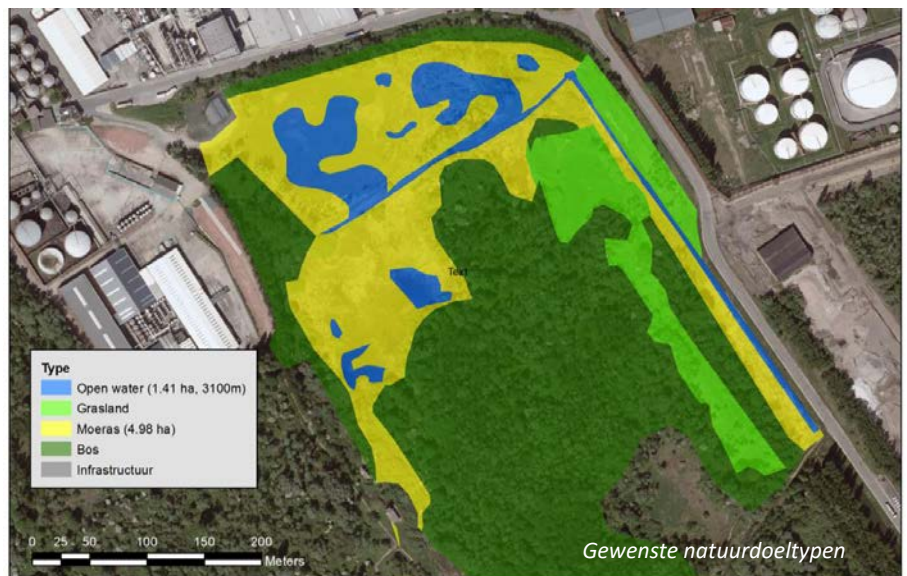 Text
Type
Open water (1.41 ha, 3100m)
Grasland
Moeras (4.98 ha)
Bos
Infrastructuur
0 25 50 100 150 200
Meters
Gewenste natuurdoeltypen